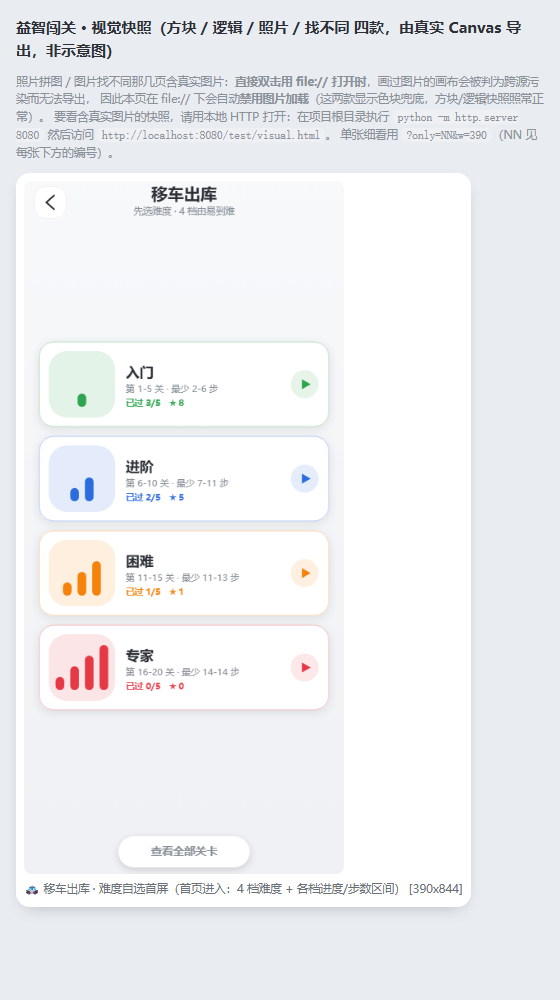 益智闯关 · 视觉快照（方块 / 逻辑 / 照片 / 找不同 四款，由真实 Canvas 导
出，非示意图）
照片拼图 / 图片找不同那几页含真实图片：直接双击用 file:// 打开时，画过图片的画布会被判为跨源污
染而无法导出， 因此本页在 file:// 下会自动禁用图片加载（这两款显示色块兜底，方块/逻辑快照照常正
常）。 要看含真实图片的快照，请用本地 HTTP 打开：在项目根目录执行 python -m http.server
8080 然后访问 http://localhost:8080/test/visual.html 。 单张细看用 ?only=NN&w=390 （NN 见
每张下方的编号）。
移车出库
先选难度 · 4 档由易到难
入门
第 1-5 关 · 最少 2-6 步
已过 3/5 ★ 8
进阶
第 6-10 关 · 最少 7-11 步
已过 2/5 ★ 5
困难
第 11-15 关 · 最少 11-13 步
已过 1/5 ★ 1
专家
第 16-20 关 · 最少 14-14 步
已过 0/5 ★ 0
查看全部关卡
移车出库 · 难度自选首屏（首页进入：4 档难度 + 各档进度/步数区间） [390x844]